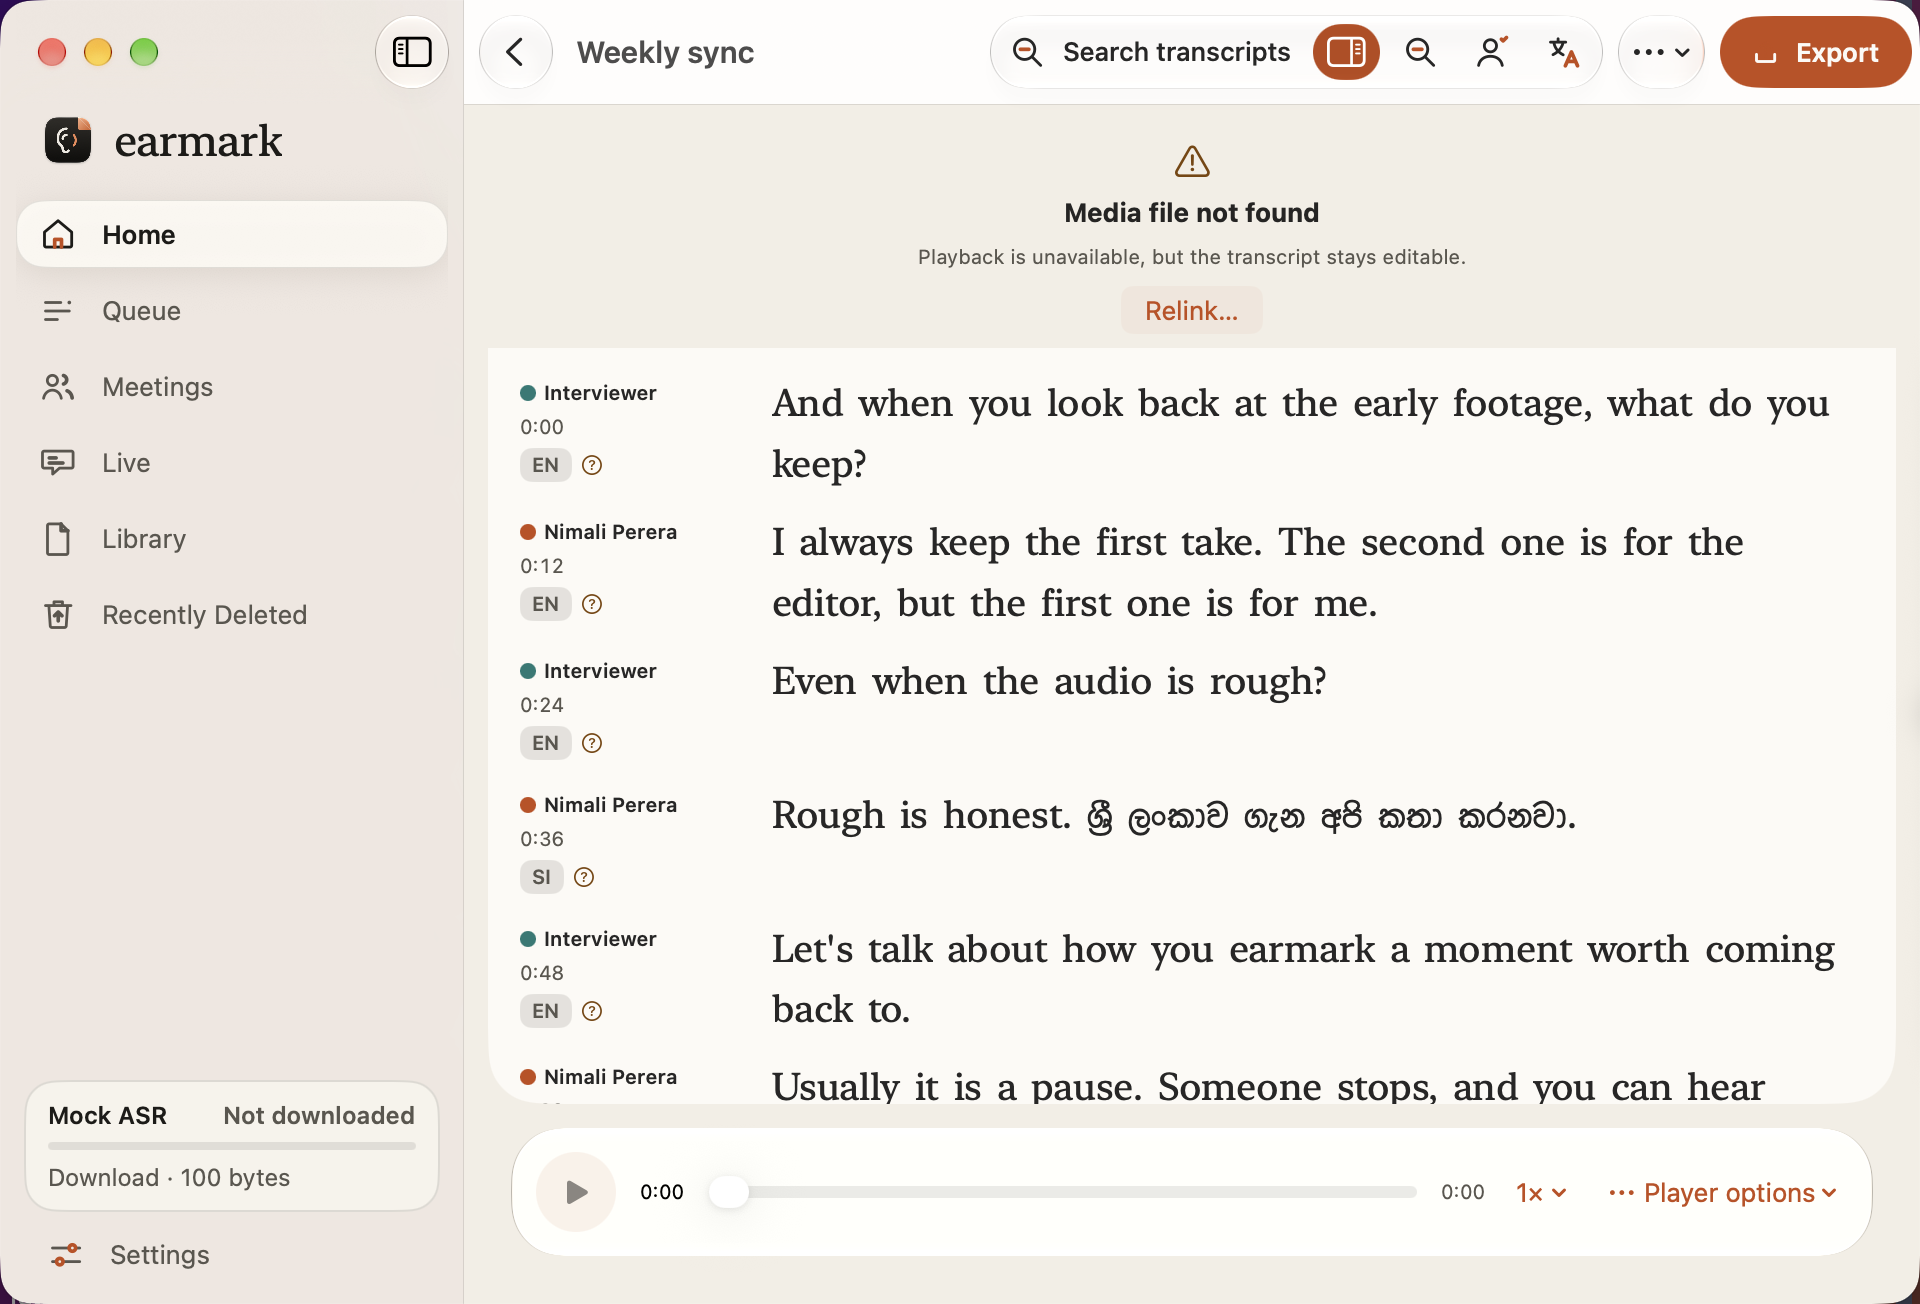 Weekly sync
Search transcripts
Export
earmark
Home
Queue
Meetings
Live
Library
Recently Deleted
Mock ASR
Not downloaded
Download · 100 bytes
Settings
Media file not found
Playback is unavailable, but the transcript stays editable.
Relink...
Interviewer
0:00
EN
And when you look back at the early footage, what do you
keep?
Nimali Perera
0:12
EN
I always keep the first take. The second one is for the
editor, but the first one is for me.
Interviewer
0:24
EN
Even when the audio is rough?
Nimali Perera
0:36
SI
Rough is honest. ශ්‍රී ලංකාව ගැන අපි කතා කරනවා.
Interviewer
0:48
EN
Let's talk about how you earmark a moment worth coming
back to.
Nimali Perera
Usually it is a pause. Someone stops, and you can hear
0:00
0:00
1×
Player options